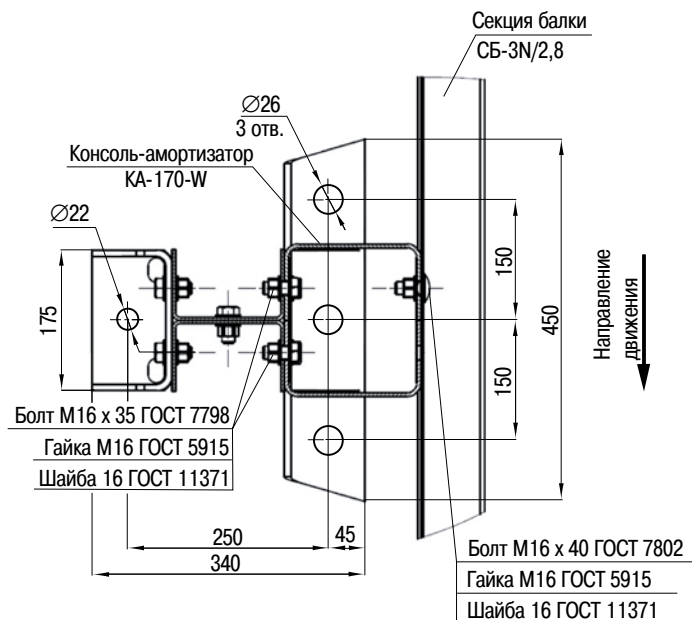 Секция балки
СБ-3N/2,8
∅26
3 отв.
Консоль-амортизатор
КА-170-W
∅22
175
150
150
450
Направление
движения
Болт М16 х 35 ГОСТ 7798
Гайка М16 ГОСТ 5915
Шайба 16 ГОСТ 11371
250
45
340
Болт М16 х 40 ГОСТ 7802
Гайка М16 ГОСТ 5915
Шайба 16 ГОСТ 11371